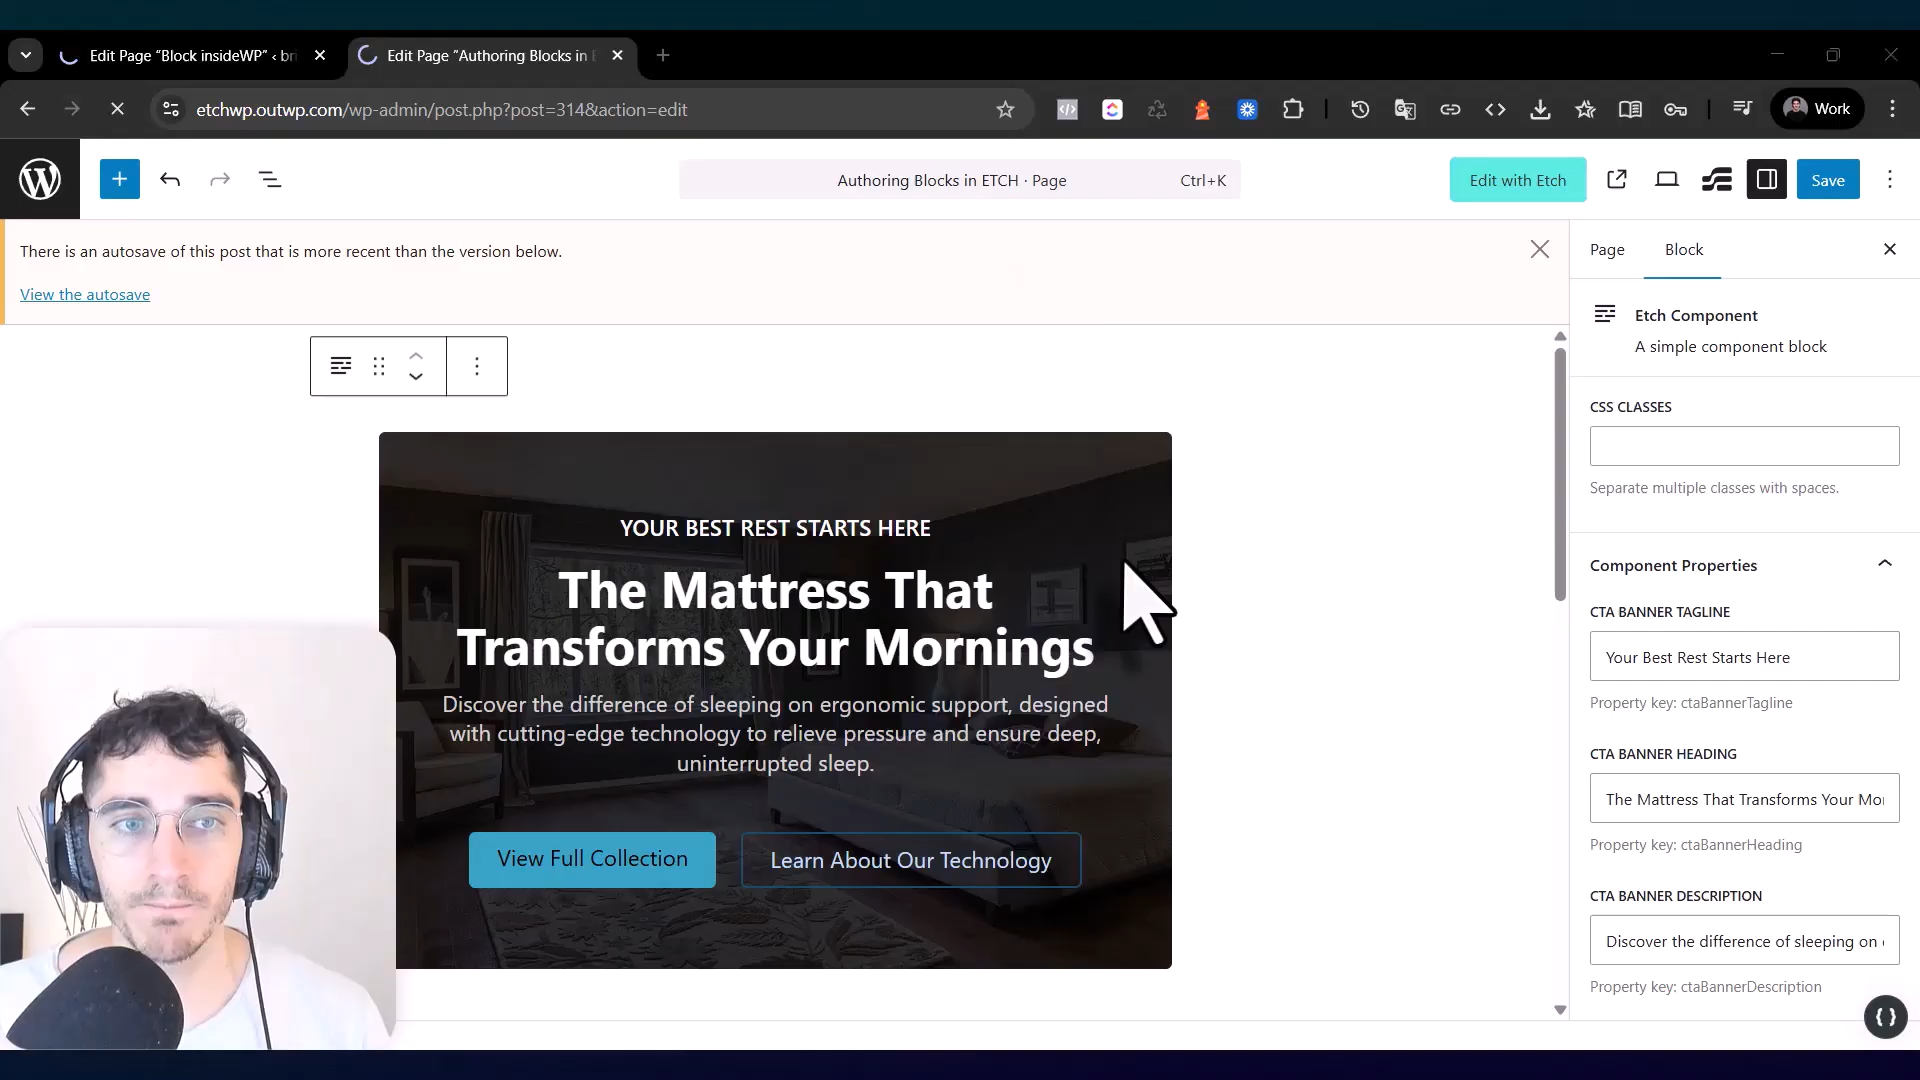 Edit Page “Block insideWP” ‹ bri
Edit Page “Authoring Blocks in E
etchwp.outwp.com/wp-admin/post.php?post=314&action=edit
Work
Authoring Blocks in ETCH · Page
Ctrl+K
Edit with Etch
Save
There is an autosave of this post that is more recent than the version below.
View the autosave
Page
Block
Etch Component
A simple component block
CSS CLASSES
Separate multiple classes with spaces.
Component Properties
CTA BANNER TAGLINE
Your Best Rest Starts Here
Property key: ctaBannerTagline
CTA BANNER HEADING
The Mattress That Transforms Your Mor
Property key: ctaBannerHeading
CTA BANNER DESCRIPTION
Discover the difference of sleeping on
Property key: ctaBannerDescription
YOUR BEST REST STARTS HERE
The Mattress That
Transforms Your Mornings
Discover the difference of sleeping on ergonomic support, designed
with cutting-edge technology to relieve pressure and ensure deep,
uninterrupted sleep.
View Full Collection
Learn About Our Technology